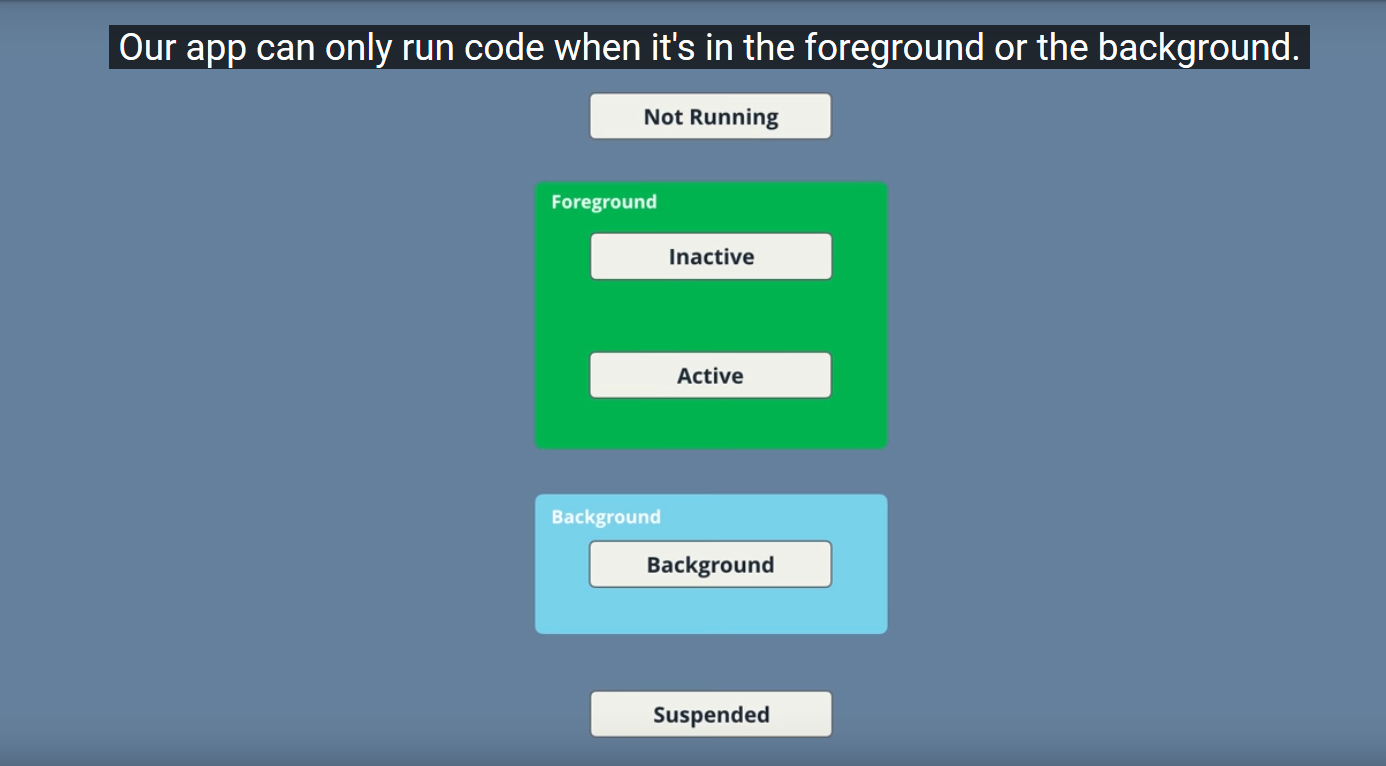 Our app can only run code when it's in the foreground or the background.
Not Running
Foreground
Inactive
Active
Background
Background
Suspended